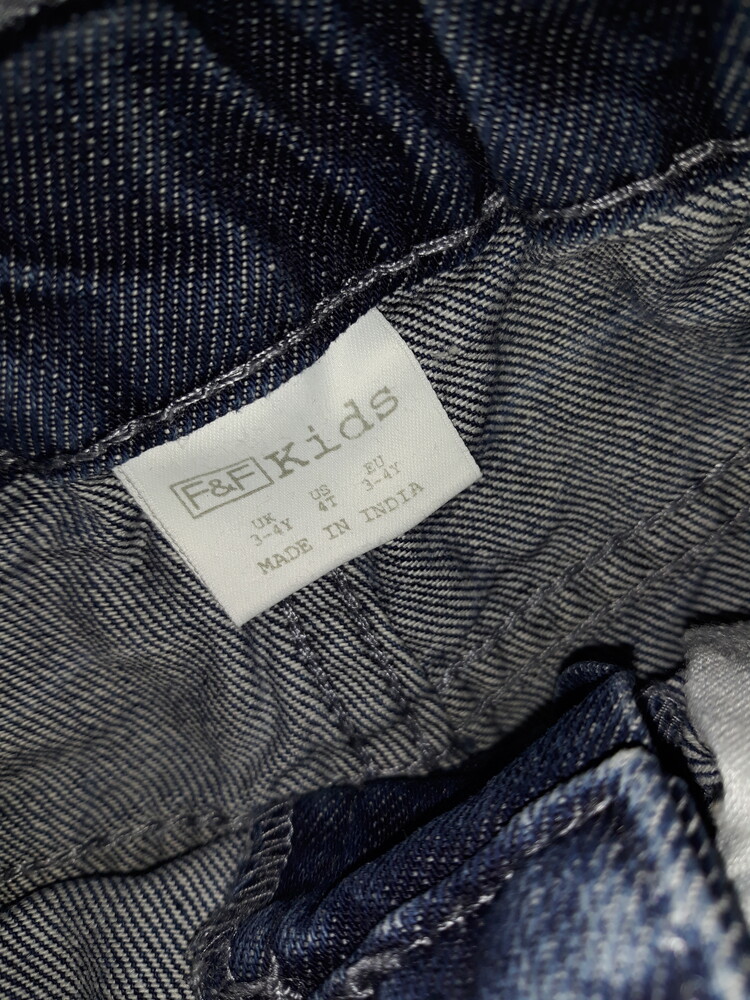 F&F Kids
UK US EU
3-4Y 4T 3-4Y
MADE IN INDIA